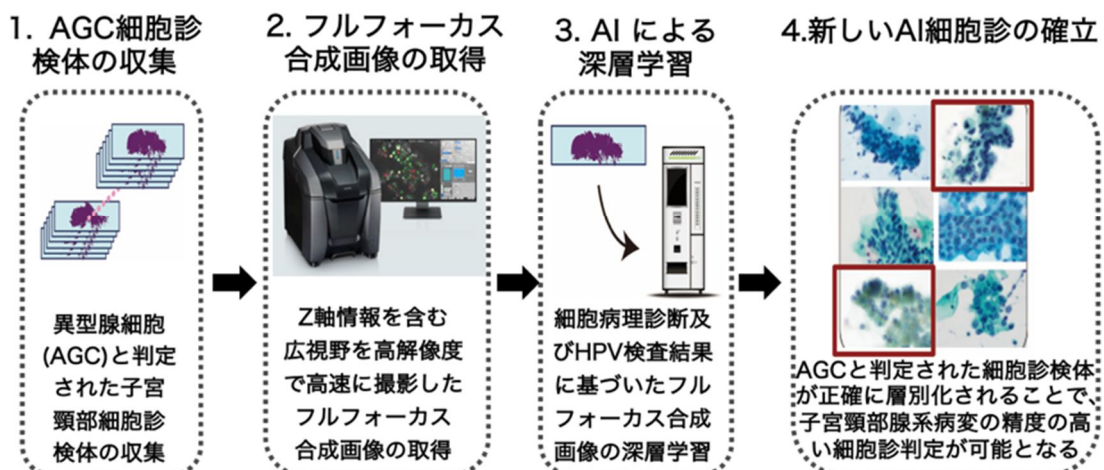 1. AGC細胞診
検体の収集
異型腺細胞
(AGC)と判定
された子宮
頸部細胞診
検体の収集
2. フルフォーカス
合成画像の取得
Z軸情報を含む
広視野を高解像度
で高速に撮影した
フルフォーカス
合成画像の取得
3. AI による
深層学習
細胞病理診断及
びHPV検査結果
に基づいたフル
フォーカス合成
画像の深層学習
4.新しいAI細胞診の確立
AGCと判定された細胞診検体
が正確に層別化されることで、
子宮頸部腺系病変の精度の高
い細胞診判定が可能となる